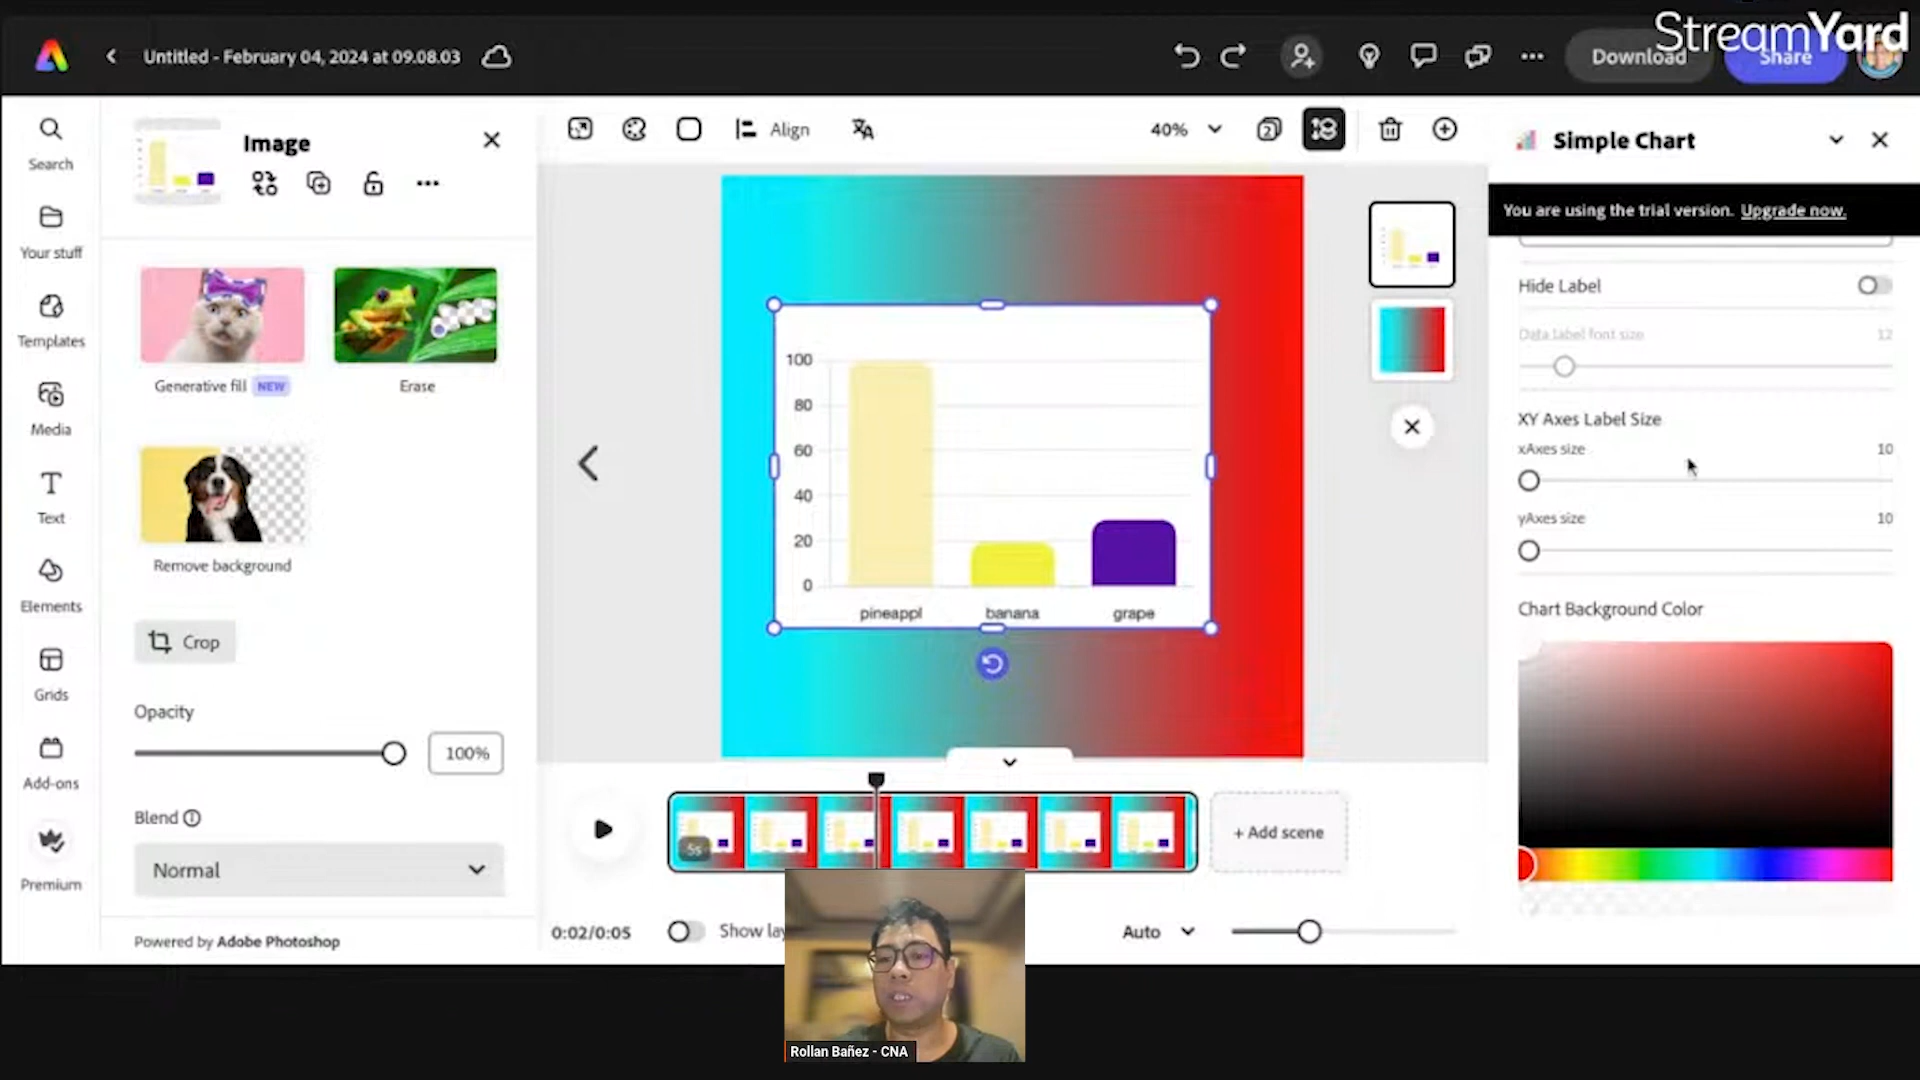 StreamYard
Untitled - February 04, 2024 at 09.08.03
Download
Share
Search
Your stuff
Templates
Media
Text
Elements
Grids
Add-ons
Premium
Image
Generative fill NEW
Erase
Remove background
Crop
Opacity
100%
Blend
Normal
Powered by Adobe Photoshop
Align
40%
2
100
80
60
40
20
0
pineappl
banana
grape
5s
+ Add scene
0:02/0:05
Show lay
Auto
Rollan Bañez - CNA
Simple Chart
You are using the trial version. Upgrade now.
Hide Label
Data label font size 12
XY Axes Label Size
xAxes size 10
yAxes size 10
Chart Background Color